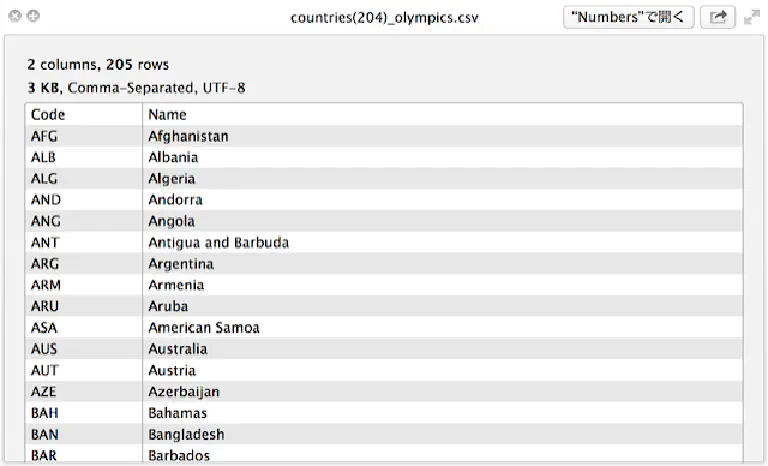 countries(204)_olympics.csv
"Numbers"で開く
2 columns, 205 rows
3 KB, Comma-Separated, UTF-8
Code Name
AFG Afghanistan
ALB Albania
ALG Algeria
AND Andorra
ANG Angola
ANT Antigua and Barbuda
ARG Argentina
ARM Armenia
ARU Aruba
ASA American Samoa
AUS Australia
AUT Austria
AZE Azerbaijan
BAH Bahamas
BAN Bangladesh
BAR Barbados